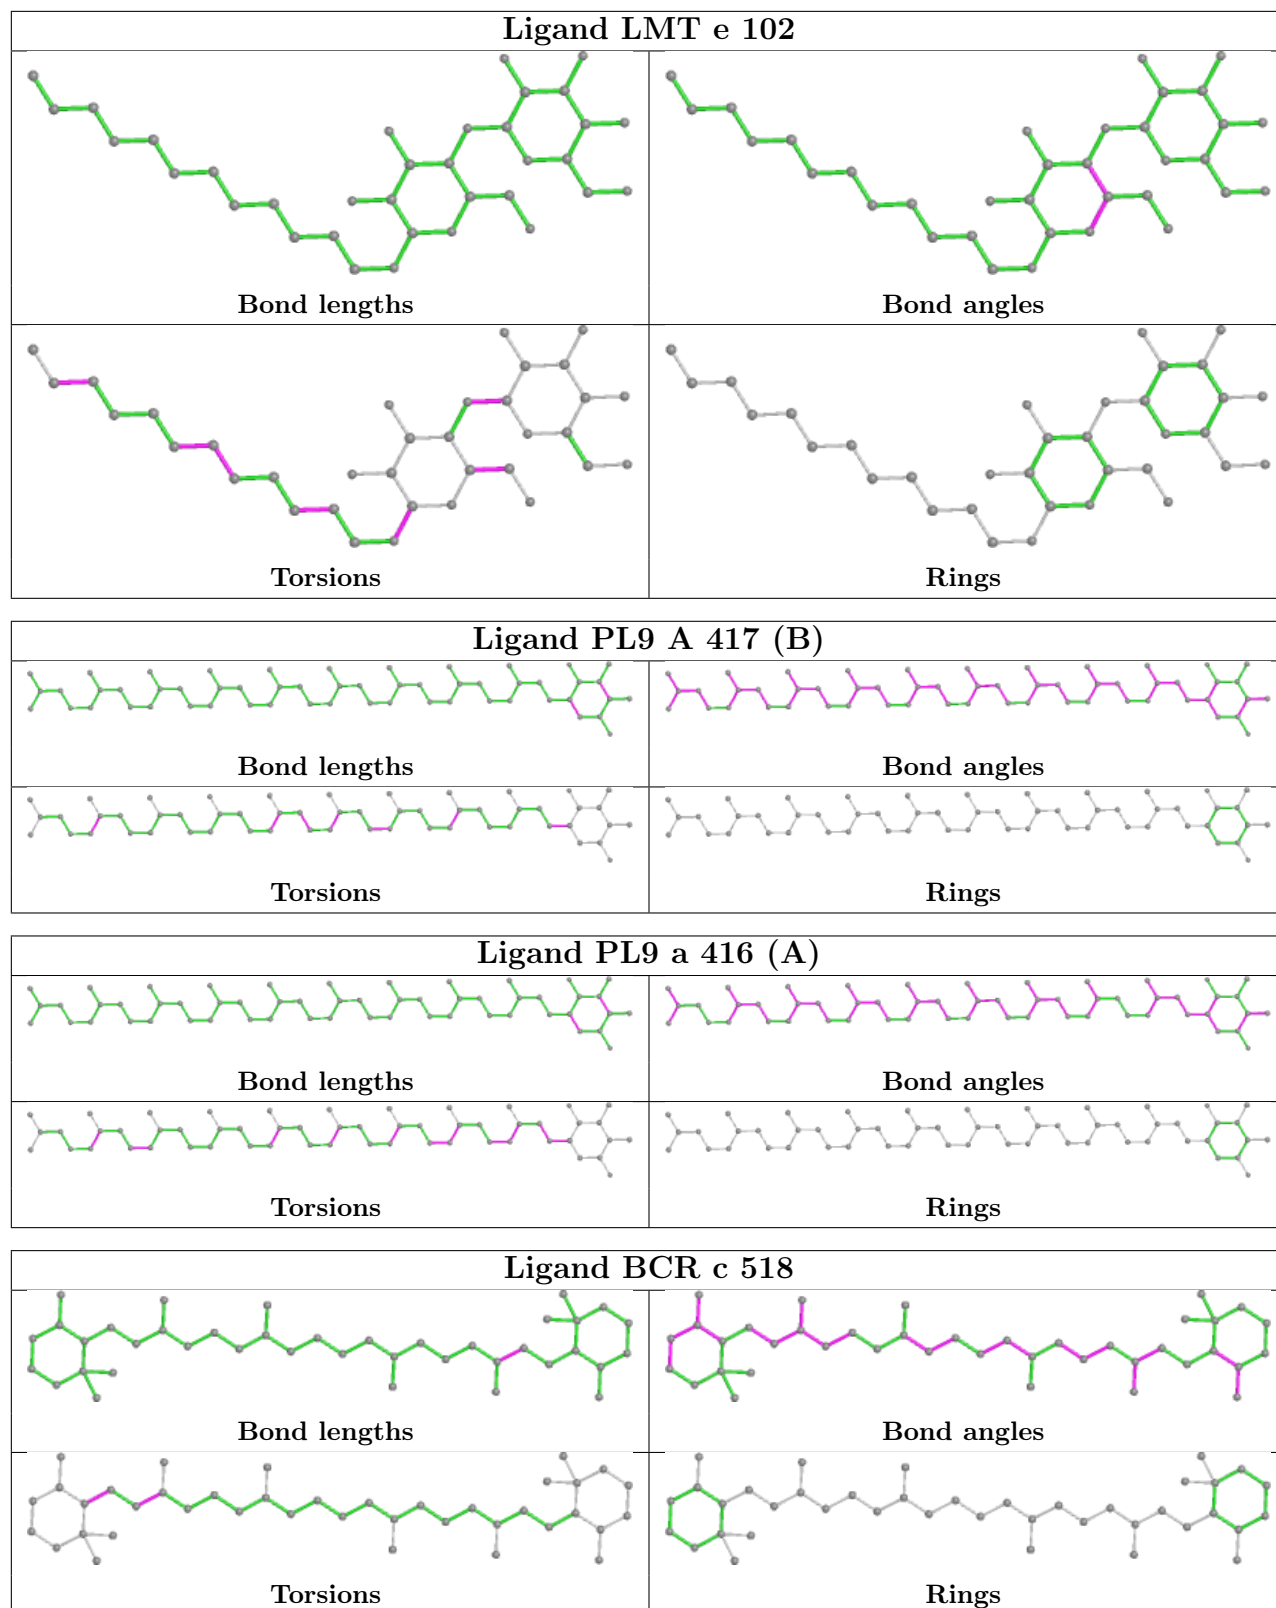 Ligand LMT e 102
Bond lengths
Bond angles
Torsions
Rings
Ligand PL9 A 417 (B)
Bond lengths
Bond angles
Torsions
Rings
Ligand PL9 a 416 (A)
Bond lengths
Bond angles
Torsions
Rings
Ligand BCR c 518
Bond lengths
Bond angles
Torsions
Rings